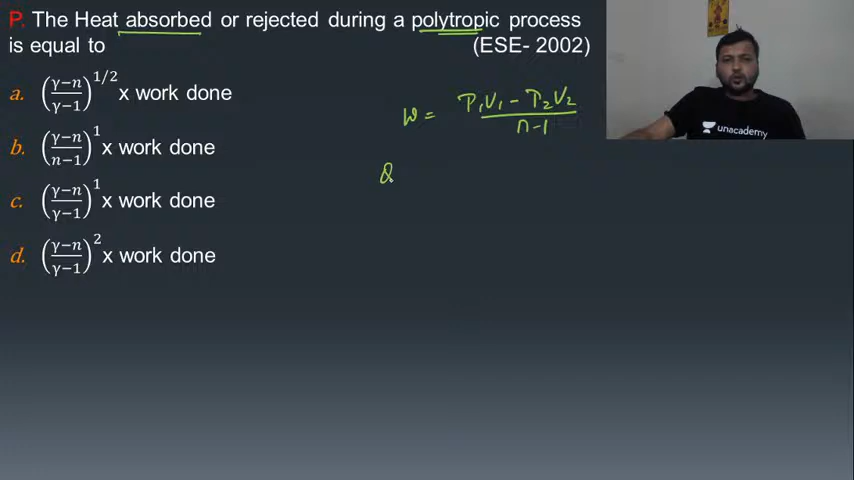 P. The Heat absorbed or rejected during a polytropic process
is equal to (ESE- 2002)
a. ((γ−n)/(γ−1))^1/2 x work done
b. ((γ−n)/(n−1))^1 x work done
c. ((γ−n)/(γ−1))^1 x work done
d. ((γ−n)/(γ−1))^2 x work done
W = (P₁V₁ − P₂V₂)/(n−1)
Q
unacademy